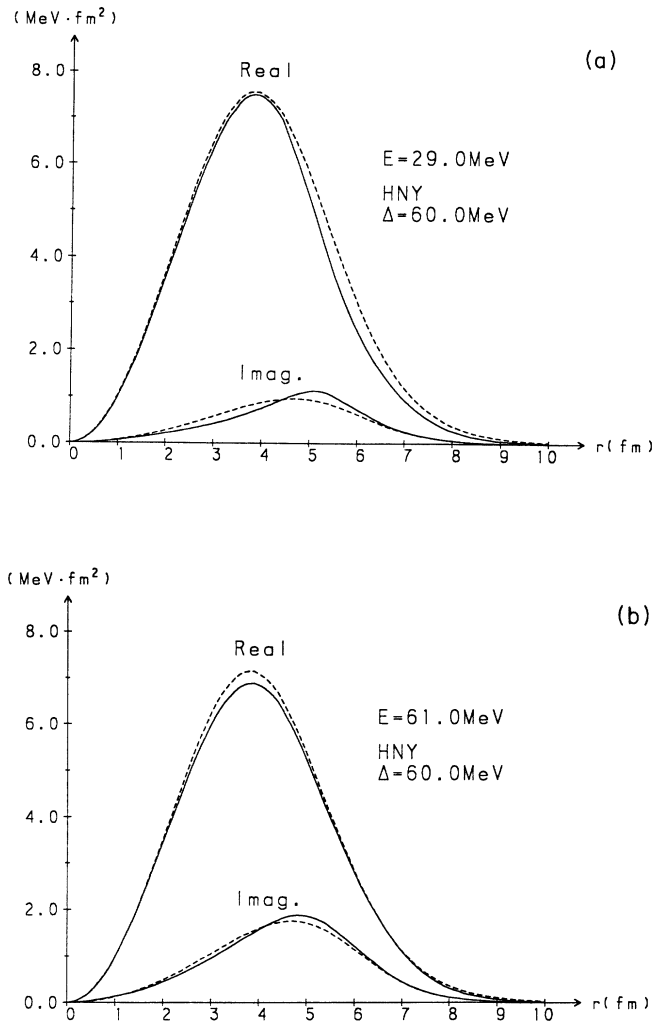 (MeV·fm²)
(a)
8.0
Real
6.0
E=29.0MeV
HNY
Δ=60.0MeV
4.0
2.0
Imag.
0.0
0 1 2 3 4 5 6 7 8 9 10 r(fm)
(MeV·fm²)
(b)
8.0
Real
6.0
E=61.0MeV
HNY
Δ=60.0MeV
4.0
2.0
Imag.
0.0
0 1 2 3 4 5 6 7 8 9 10 r(fm)